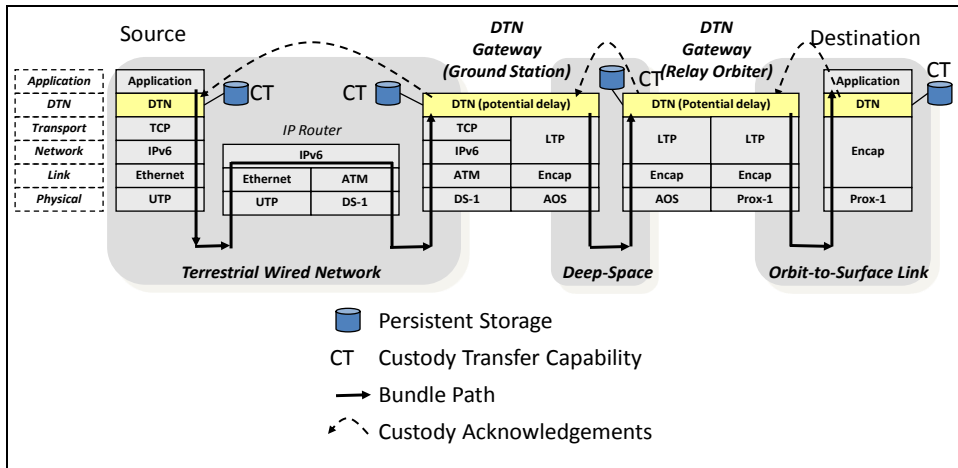 Source
DTN
Gateway
(Ground Station)
DTN
Gateway
(Relay Orbiter)
Destination
Application
DTN
Transport
Network
Link
Physical
Application
DTN
TCP
IPv6
Ethernet
UTP
CT
IP Router
IPv6
Ethernet
ATM
UTP
DS-1
CT
DTN (potential delay)
TCP
IPv6
LTP
ATM
Encap
DS-1
AOS
CT
DTN (Potential delay)
LTP
LTP
Encap
Encap
AOS
Prox-1
Application
DTN
Encap
Prox-1
CT
Terrestrial Wired Network
Deep-Space
Orbit-to-Surface Link
Persistent Storage
CT Custody Transfer Capability
Bundle Path
Custody Acknowledgements